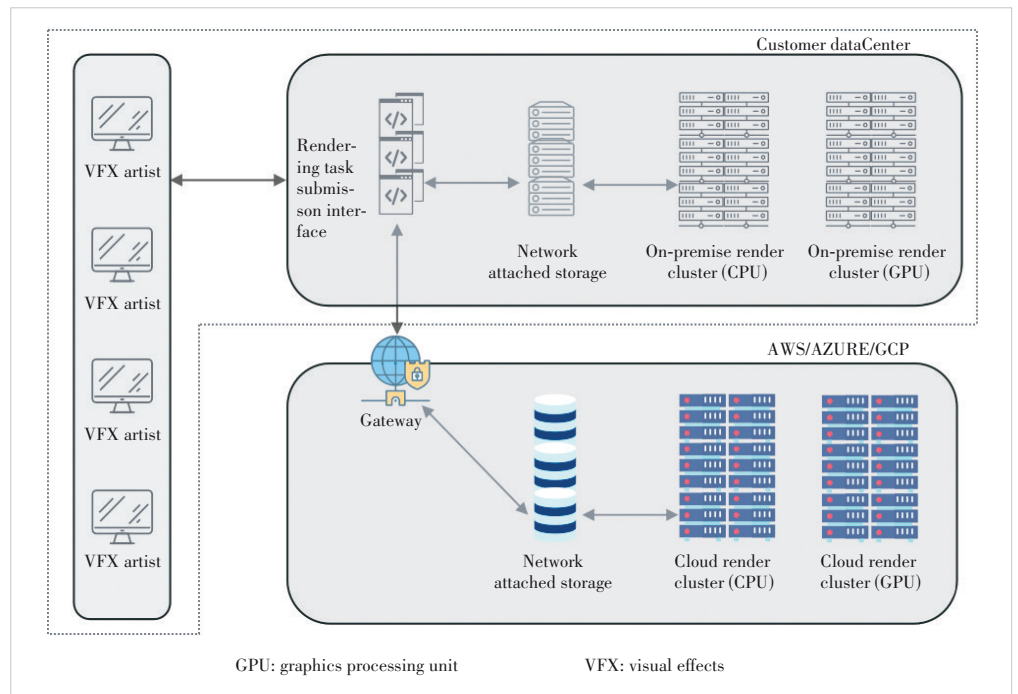 Customer dataCenter
VFX artist
VFX artist
VFX artist
VFX artist
Render-
ing task
submis-
son inter-
face
</>
</>
</>
Network
attached storage
On-premise render
cluster (CPU)
On-premise render
cluster (GPU)
AWS/AZURE/GCP
Gateway
Network
attached storage
Cloud render
cluster (CPU)
Cloud render
cluster (GPU)
GPU: graphics processing unit
VFX: visual effects